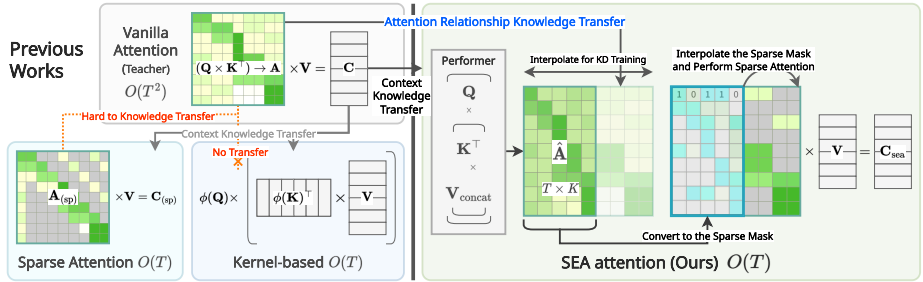 Previous
Works
Vanilla
Attention
(Teacher)
O(T²)
(Q × K⊤) → A
×V =
C
Attention Relationship Knowledge Transfer
Context
Knowledge
Transfer
Hard to Knowledge Transfer
Context Knowledge Transfer
No Transfer
A(sp)
×V = C(sp)
Sparse Attention O(T)
ϕ(Q)×
ϕ(K)⊤
×
V
Kernel-based O(T)
Performer
Q
×
K⊤
×
Vconcat
Interpolate for KD Training
Â
T × K
Interpolate the Sparse Mask
and Perform Sparse Attention
1 0 1 1 0
×
V
=
Csea
Convert to the Sparse Mask
SEA attention (Ours) O(T)